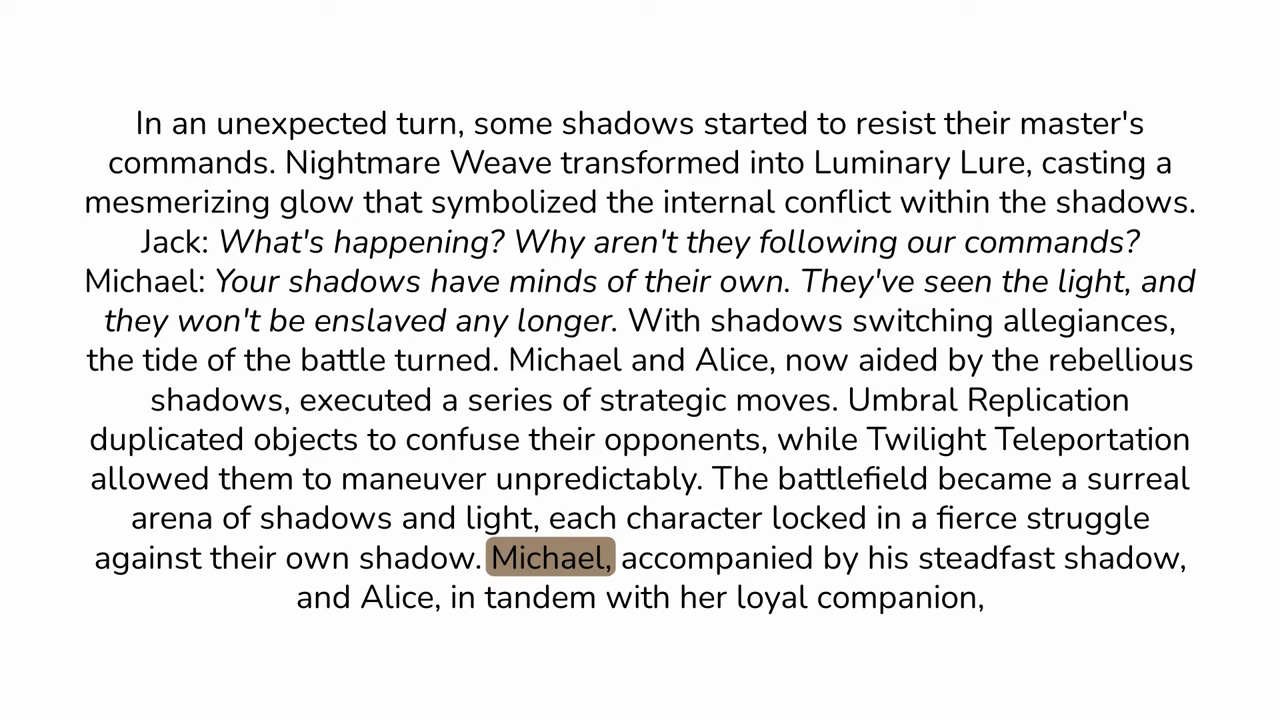 In an unexpected turn, some shadows started to resist their master's
commands. Nightmare Weave transformed into Luminary Lure, casting a
mesmerizing glow that symbolized the internal conflict within the shadows.
Jack: What's happening? Why aren't they following our commands?
Michael: Your shadows have minds of their own. They've seen the light, and
they won't be enslaved any longer. With shadows switching allegiances,
the tide of the battle turned. Michael and Alice, now aided by the rebellious
shadows, executed a series of strategic moves. Umbral Replication
duplicated objects to confuse their opponents, while Twilight Teleportation
allowed them to maneuver unpredictably. The battlefield became a surreal
arena of shadows and light, each character locked in a fierce struggle
against their own shadow. Michael, accompanied by his steadfast shadow,
and Alice, in tandem with her loyal companion,